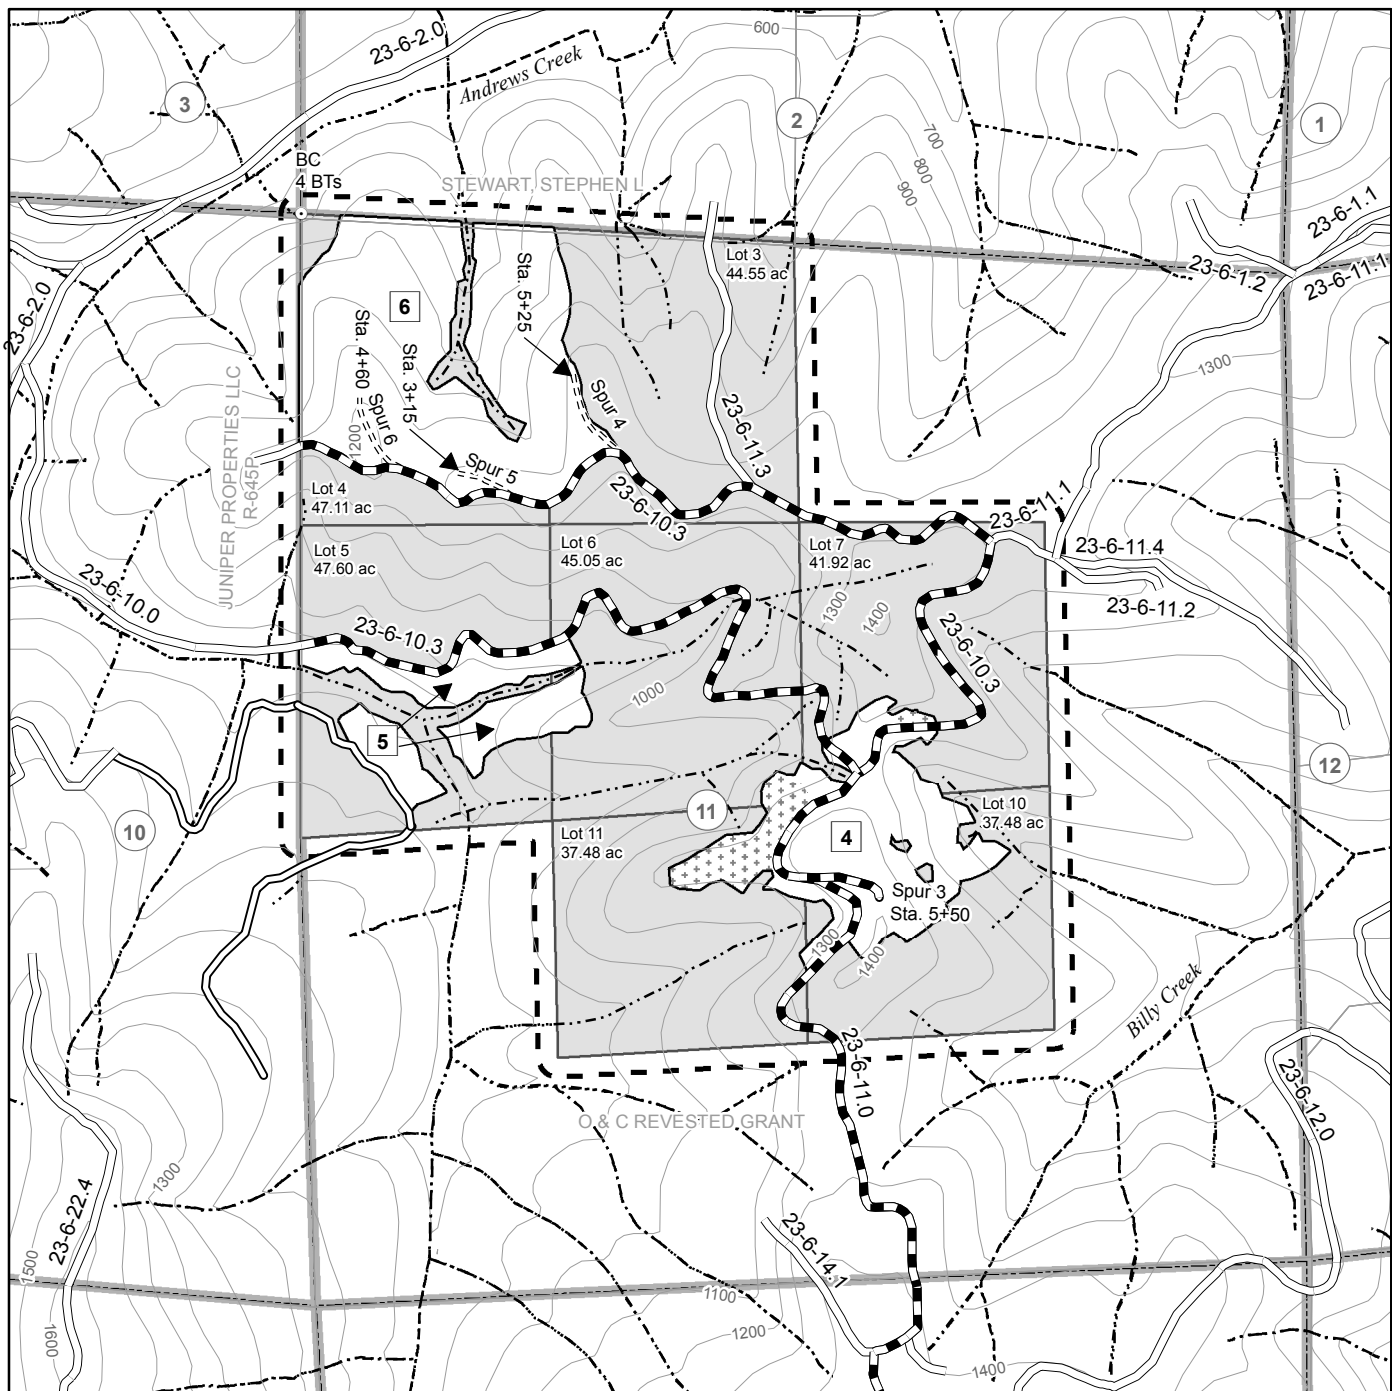 600
23-6-2.0
Andrews Creek
3
2
1
700
800
900
BC
4 BTs
STEWART, STEPHEN L
23-6-1.1
23-6-1.2
23-6-11.1
Lot 3
44.55 ac
Sta. 5+25
6
23-6-2.0
Sta. 4+60
Sta. 3+15
1300
JUNIPER PROPERTIES LLC
R-645P
Spur 6
1200
Spur 4
23-6-11.3
Spur 5
Lot 4
47.11 ac
23-6-10.3
23-6-11.1
Lot 5
47.60 ac
Lot 6
45.05 ac
Lot 7
41.92 ac
23-6-11.4
23-6-11.2
23-6-10.0
1300
1400
23-6-10.3
23-6-10.3
1000
5
12
10
11
Lot 10
37.48 ac
Lot 11
37.48 ac
4
Spur 3
Sta. 5+50
1300
1400
Billy Creek
23-6-11.0
23-6-12.0
O & C REVESTED GRANT
1300
23-6-22.4
23-6-14.1
1500
1100
1200
1600
1400